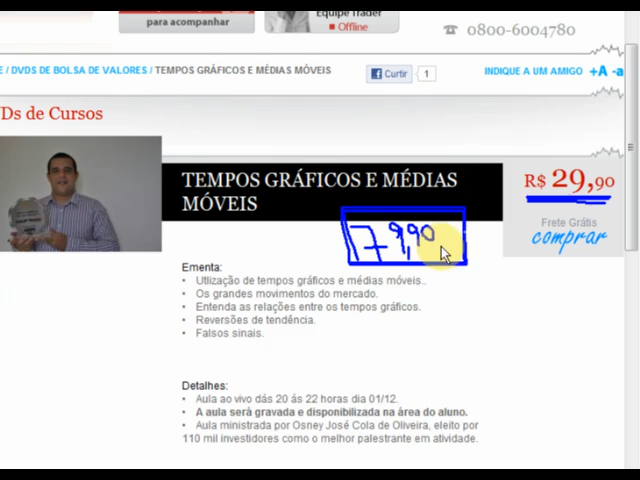 para acompanhar
Equipe Trader
Offline
0800-6004780
E / DVDS DE BOLSA DE VALORES / TEMPOS GRÁFICOS E MÉDIAS MÓVEIS
Curtir
1
INDIQUE A UM AMIGO +A -a
Ds de Cursos
TEMPOS GRÁFICOS E MÉDIAS
MÓVEIS
R$ 29,90
Frete Grátis
comprar
79,90
Ementa:
• Utlização de tempos gráficos e médias móveis..
• Os grandes movimentos do mercado.
• Entenda as relações entre os tempos gráficos.
• Reversões de tendência.
• Falsos sinais.
Detalhes:
• Aula ao vivo dás 20 ás 22 horas dia 01/12.
• A aula será gravada e disponibilizada na área do aluno.
• Aula ministrada por Osney José Cola de Oliveira, eleito por
110 mil investidores como o melhor palestrante em atividade.